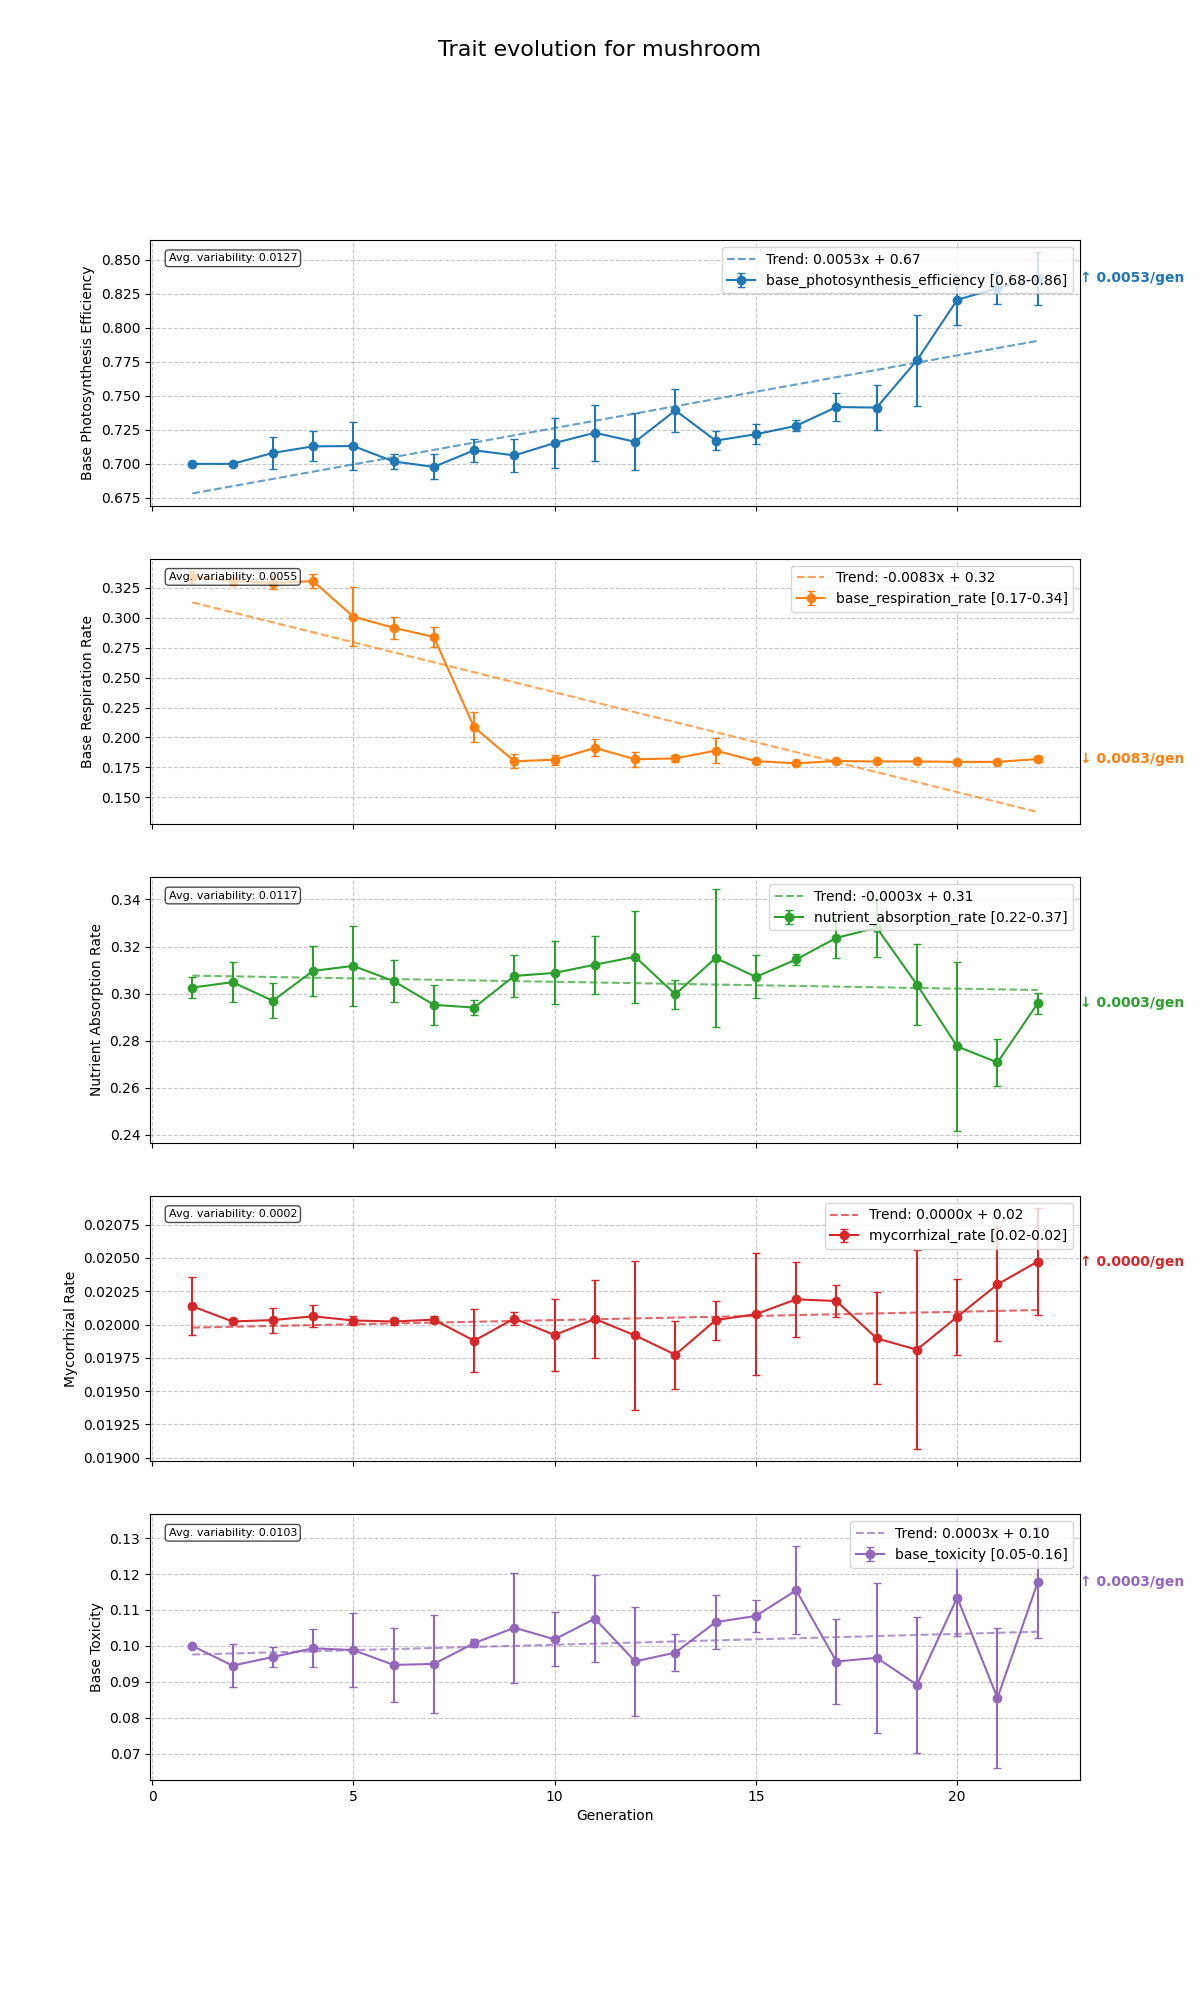 Trait evolution for mushroom
Avg. variability: 0.0127
Trend: 0.0053x + 0.67
base_photosynthesis_efficiency [0.68-0.86]
↑ 0.0053/gen
Base Photosynthesis Efficiency
0.850
0.825
0.800
0.775
0.750
0.725
0.700
0.675
Avg. variability: 0.0055
Trend: -0.0083x + 0.32
base_respiration_rate [0.17-0.34]
↓ 0.0083/gen
Base Respiration Rate
0.325
0.300
0.275
0.250
0.225
0.200
0.175
0.150
Avg. variability: 0.0117
Trend: -0.0003x + 0.31
nutrient_absorption_rate [0.22-0.37]
↓ 0.0003/gen
Nutrient Absorption Rate
0.34
0.32
0.30
0.28
0.26
0.24
Avg. variability: 0.0002
Trend: 0.0000x + 0.02
mycorrhizal_rate [0.02-0.02]
↑ 0.0000/gen
Mycorrhizal Rate
0.02075
0.02050
0.02025
0.02000
0.01975
0.01950
0.01925
0.01900
Avg. variability: 0.0103
Trend: 0.0003x + 0.10
base_toxicity [0.05-0.16]
↑ 0.0003/gen
Base Toxicity
0.13
0.12
0.11
0.10
0.09
0.08
0.07
0 5 10 15 20
Generation